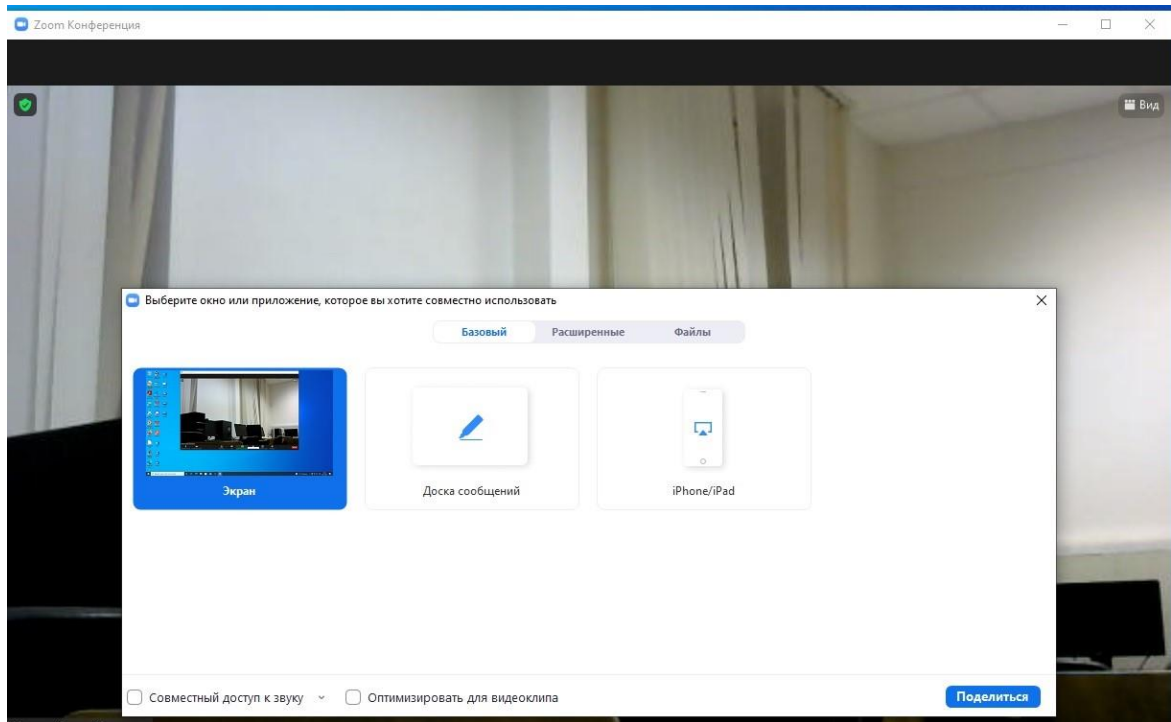 Zoom Конференция
Вид
Выберите окно или приложение, которое вы хотите совместно использовать
Базовый Расширенные Файлы
Экран Доска сообщений iPhone/iPad
Совместный доступ к звуку Оптимизировать для видеоклипа Поделиться